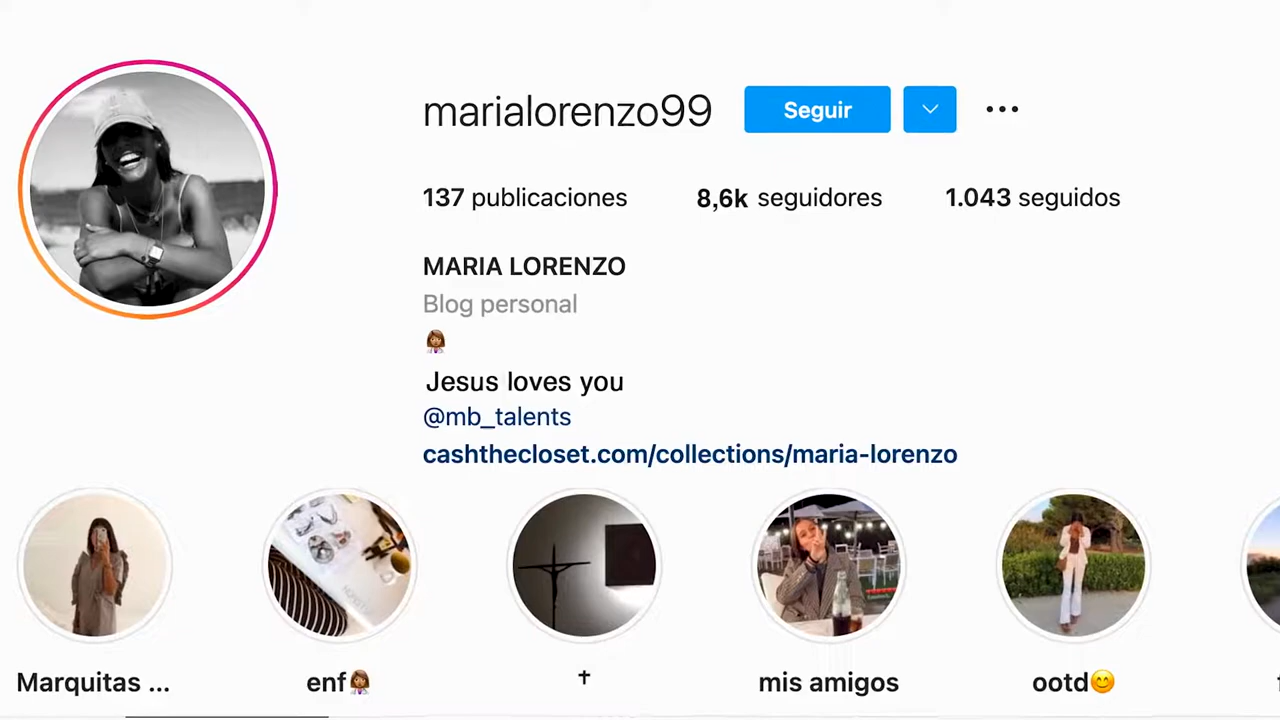 marialorenzo99 Seguir
137 publicaciones 8,6k seguidores 1.043 seguidos
MARIA LORENZO
Blog personal
Jesus loves you
@mb_talents
cashthecloset.com/collections/maria-lorenzo
Marquitas ... enf ✝ mis amigos ootd